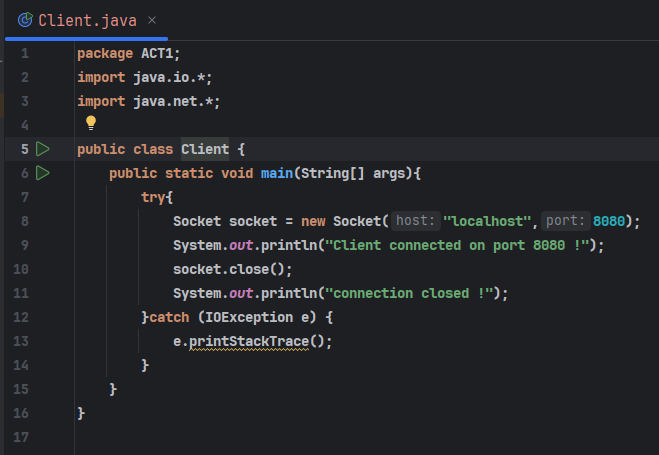 Client.java ×
1 package ACT1;
2 import java.io.*;
3 import java.net.*;
4
5 public class Client {
6 public static void main(String[] args){
7 try{
8 Socket socket = new Socket( host: "localhost", port: 8080);
9 System.out.println("Client connected on port 8080 !");
10 socket.close();
11 System.out.println("connection closed !");
12 }catch (IOException e) {
13 e.printStackTrace();
14 }
15 }
16 }
17